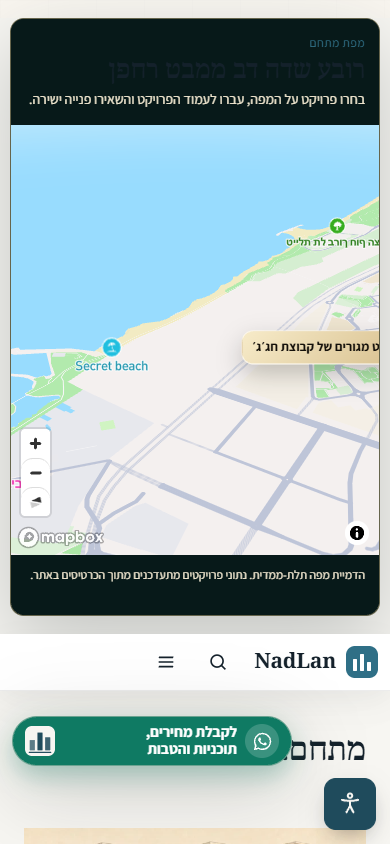 מפת מתחם
רובע שדה דב ממבט רחפן
בחרו פרויקט על המפה, עברו לעמוד הפרויקט והשאירו פנייה ישירה.
Secret beach
ט מגורים של קבוצת חג׳ג׳
mapbox
הדמיית מפה תלת-ממדית. נתוני פרויקטים מתעדכנים מתוך הכרטיסים באתר.
NadLan
מתחם
לקבלת מחירים,
תוכניות והטבות